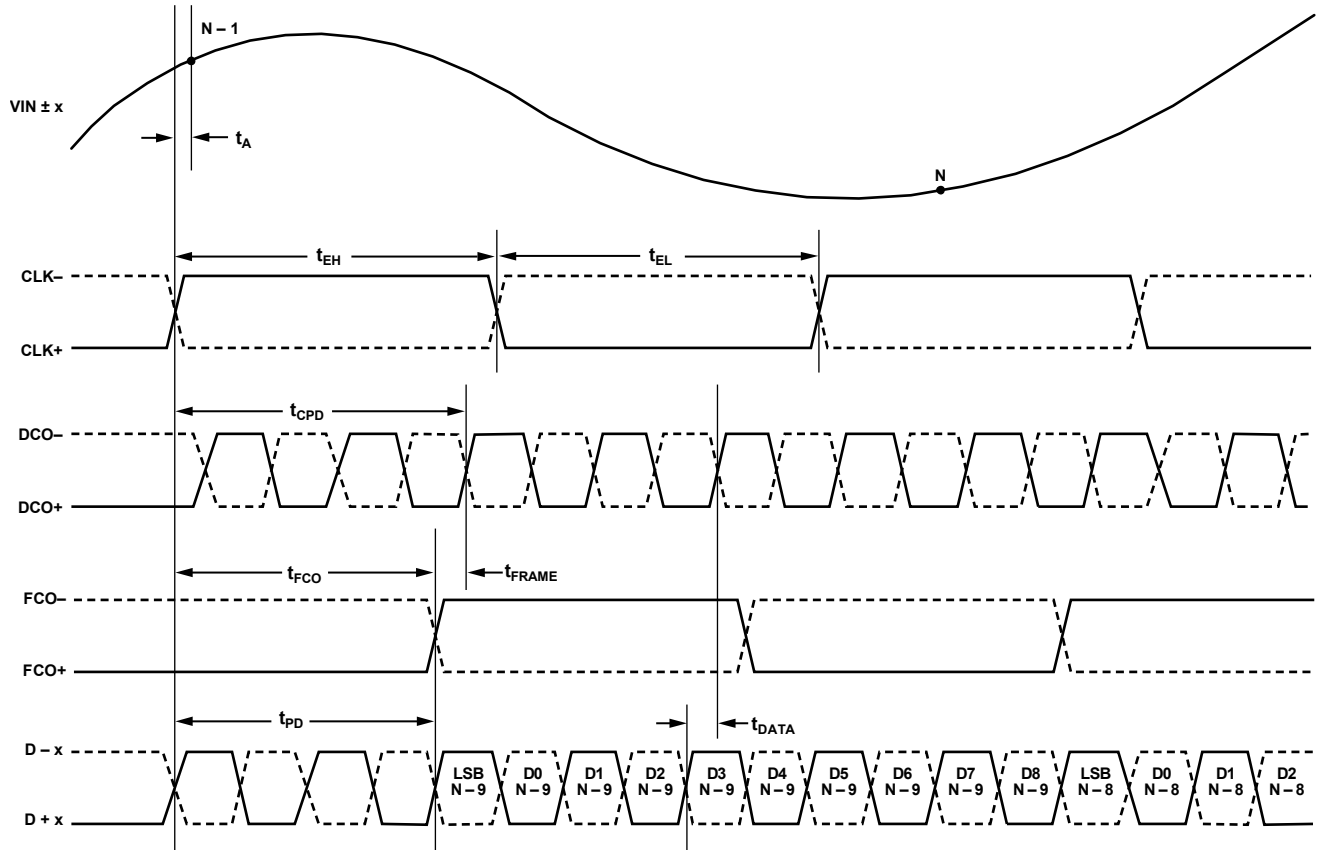 N – 1
VIN ± x
tA
N
tEH
tEL
CLK–
CLK+
tCPD
DCO–
DCO+
tFCO
tFRAME
FCO–
FCO+
tPD
tDATA
D – x
D + x
LSB
N – 9
D0
N – 9
D1
N – 9
D2
N – 9
D3
N – 9
D4
N – 9
D5
N – 9
D6
N – 9
D7
N – 9
D8
N – 9
LSB
N – 8
D0
N – 8
D1
N – 8
D2
N – 8